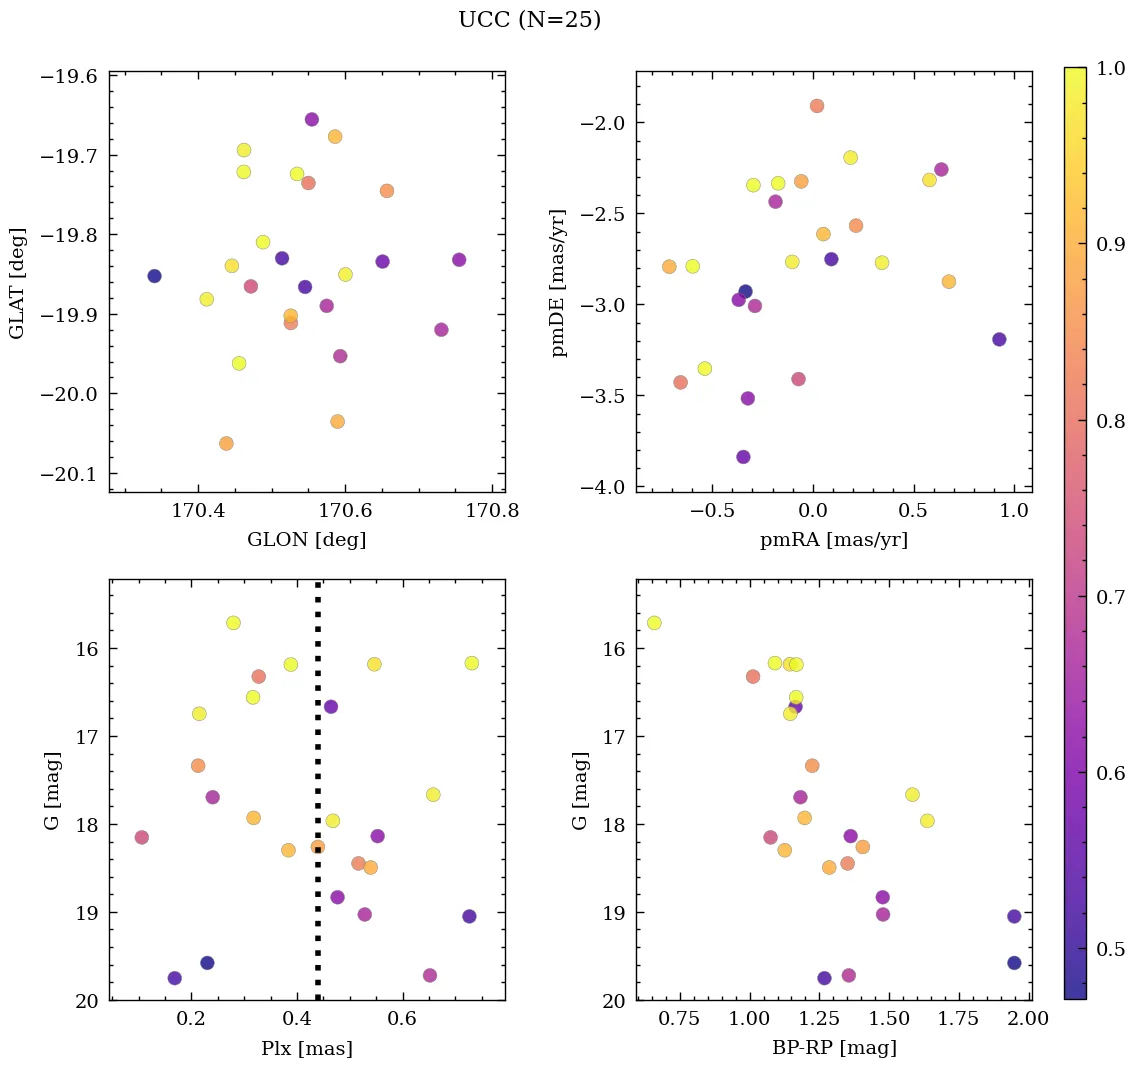 UCC (N=25)
−19.6
−19.7
−19.8
−19.9
−20.0
−20.1
GLAT [deg]
170.4 170.6 170.8
GLON [deg]
−2.0
−2.5
−3.0
−3.5
−4.0
pmDE [mas/yr]
−0.5 0.0 0.5 1.0
pmRA [mas/yr]
16
17
18
19
20
G [mag]
0.2 0.4 0.6
Plx [mas]
16
17
18
19
20
G [mag]
0.75 1.00 1.25 1.50 1.75 2.00
BP-RP [mag]
1.0
0.9
0.8
0.7
0.6
0.5